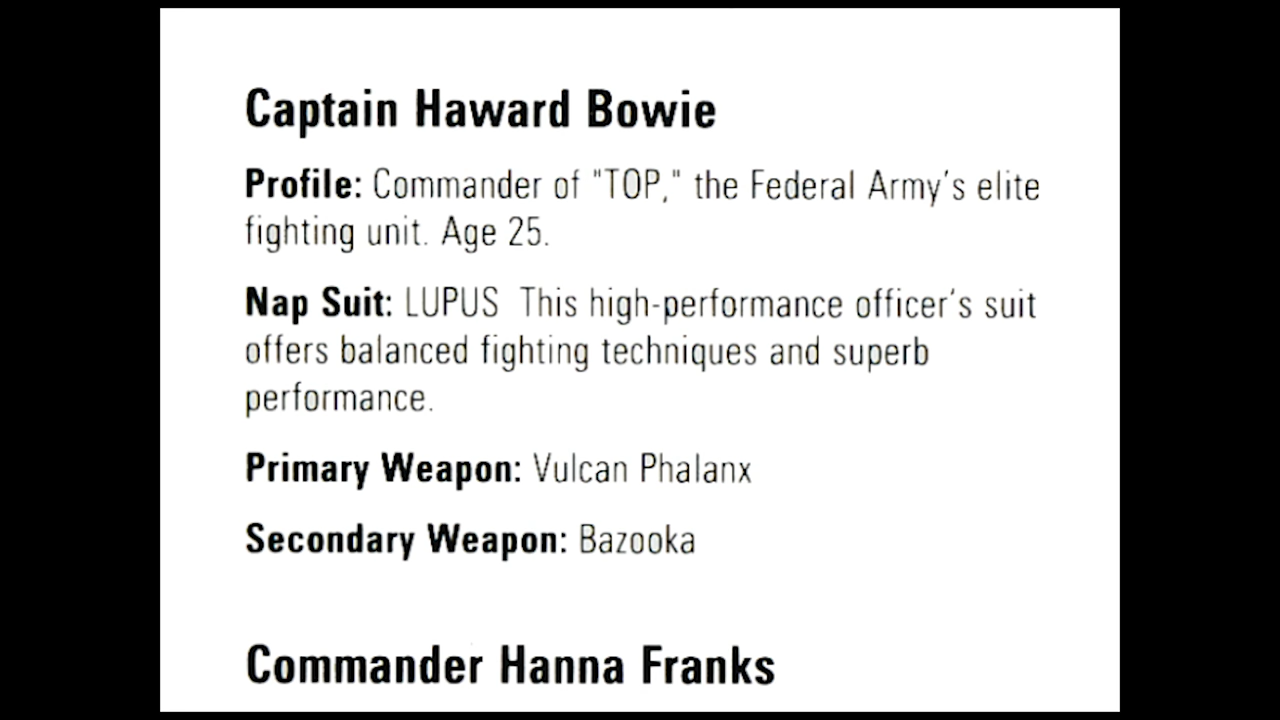 Captain Haward Bowie
Profile: Commander of "TOP," the Federal Army's elite
fighting unit. Age 25.
Nap Suit: LUPUS This high-performance officer's suit
offers balanced fighting techniques and superb
performance.
Primary Weapon: Vulcan Phalanx
Secondary Weapon: Bazooka
Commander Hanna Franks